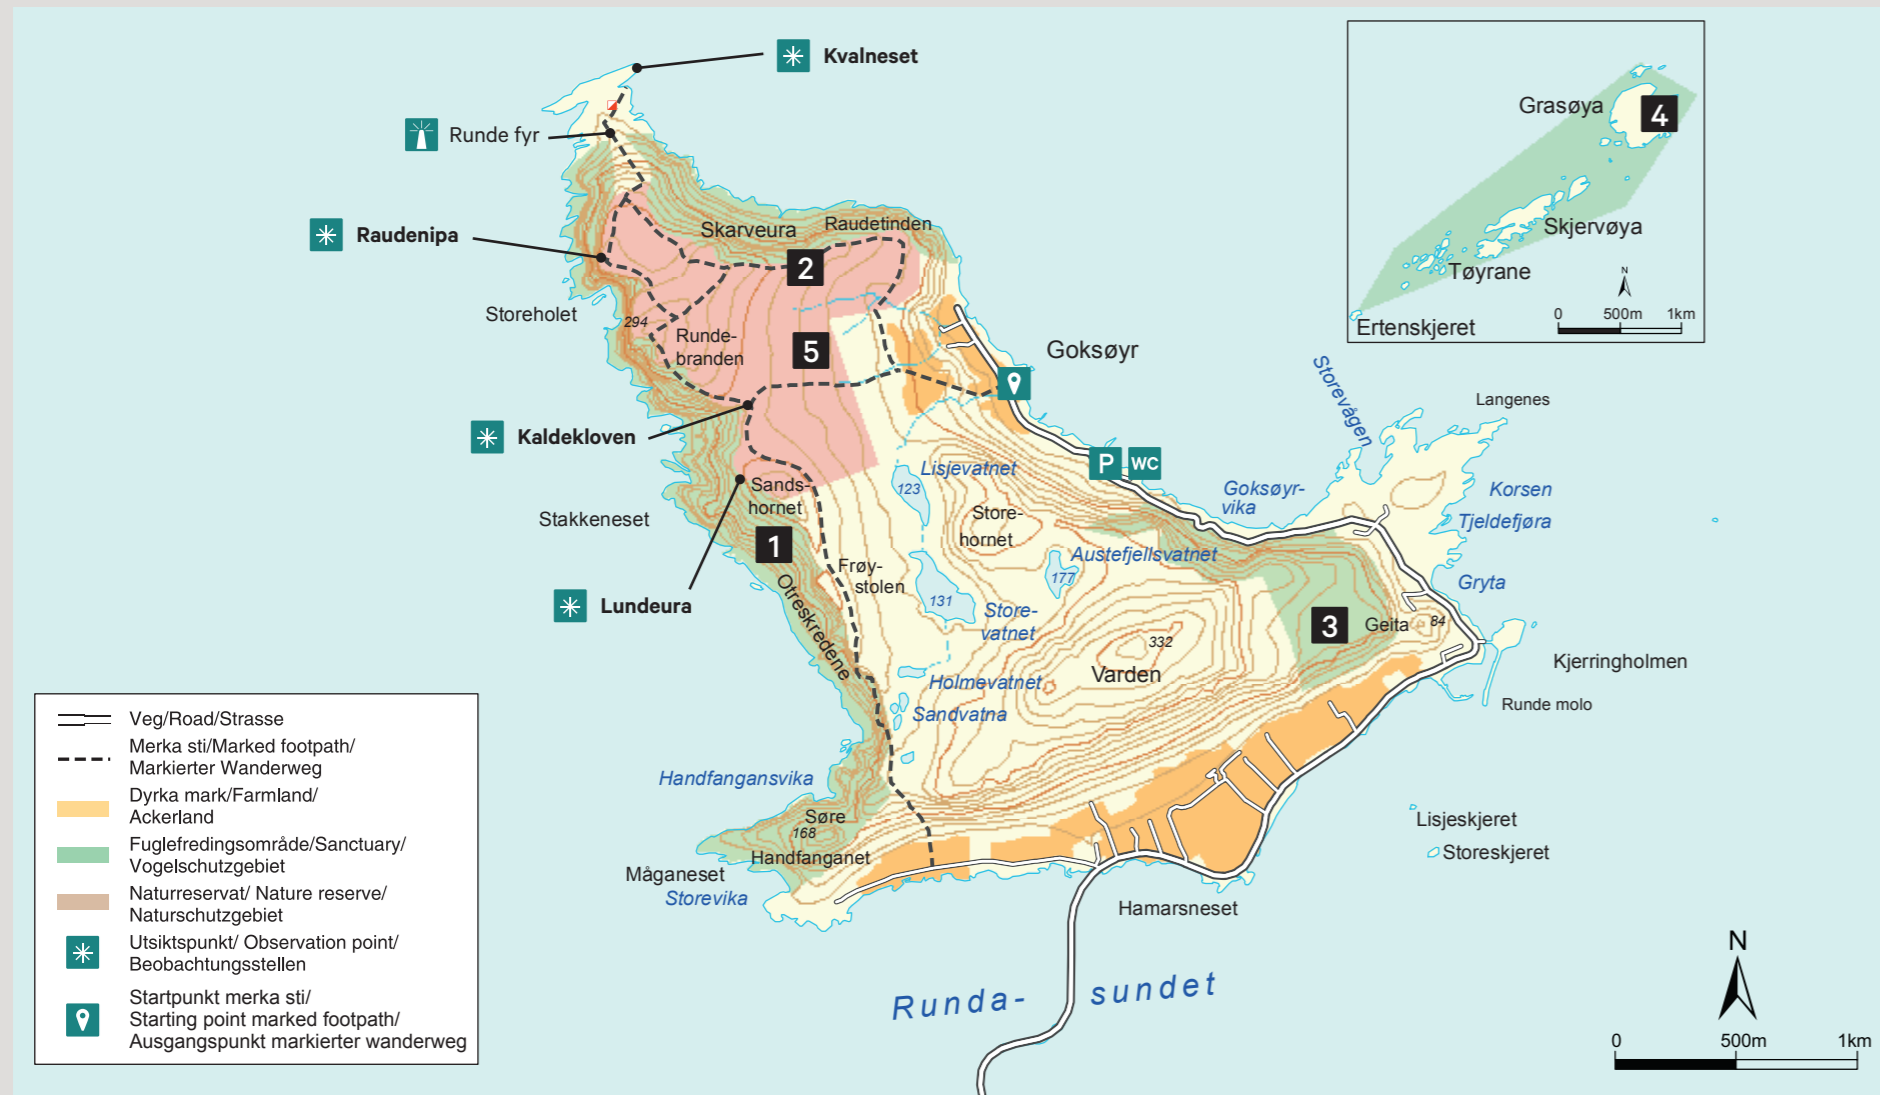 Kvalneset
Runde fyr
Raudenipa
Skarveura
Raudetinden
2
Storeholet
294
Runde-
branden
5
Goksøyr
Kaldekloven
P
WC
Lisjevatnet
123
Sands-
hornet
Stakkeneset
1
Store-
hornet
Austefjellsvatnet
177
Frøy-
stolen
Otreskredene
Lundeura
131
Store-
vatnet
332
Varden
Holmevatnet
Sandvatna
Handfangansvika
Søre
168
Handfanganet
Måganeset
Storevika
Grasøya
4
Skjervøya
Tøyrane
N
0 500m 1km
Ertenskjeret
Storevågen
Langenes
Goksøyr-
vika
Korsen
Tjeldefjøra
Gryta
3
Geita
84
Kjerringholmen
Runde molo
Lisjeskjeret
Storeskjeret
Hamarsneset
Runda- sundet
N
0 500m 1km
Veg/Road/Strasse
Merka sti/Marked footpath/
Markierter Wanderweg
Dyrka mark/Farmland/
Ackerland
Fuglefredingsområde/Sanctuary/
Vogelschutzgebiet
Naturreservat/ Nature reserve/
Naturschutzgebiet
Utsiktspunkt/ Observation point/
Beobachtungsstellen
Startpunkt merka sti/
Starting point marked footpath/
Ausgangspunkt markierter wanderweg